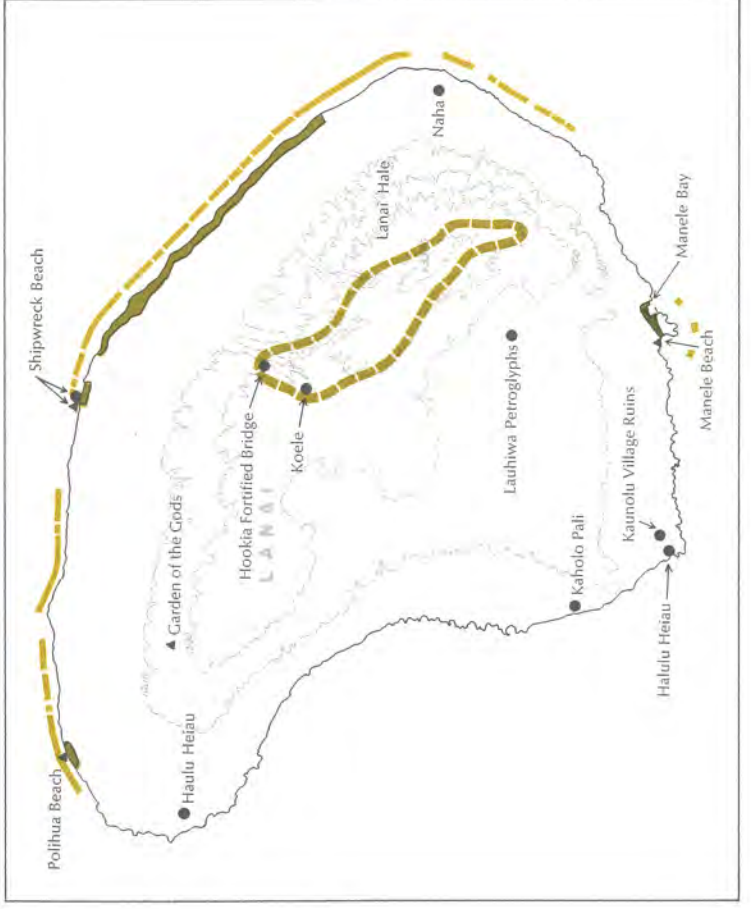 Shipwreck Beach
Polihua Beach
Garden of the Gods
Haulu Heiau
Hookia Fortified Bridge
LANAI
Koele
Lanai Hale
Naha
Lauhiwa Petroglyphs
Kaholo Pali
Kaunolu Village Ruins
Halulu Heiau
Manele Beach
Manele Bay